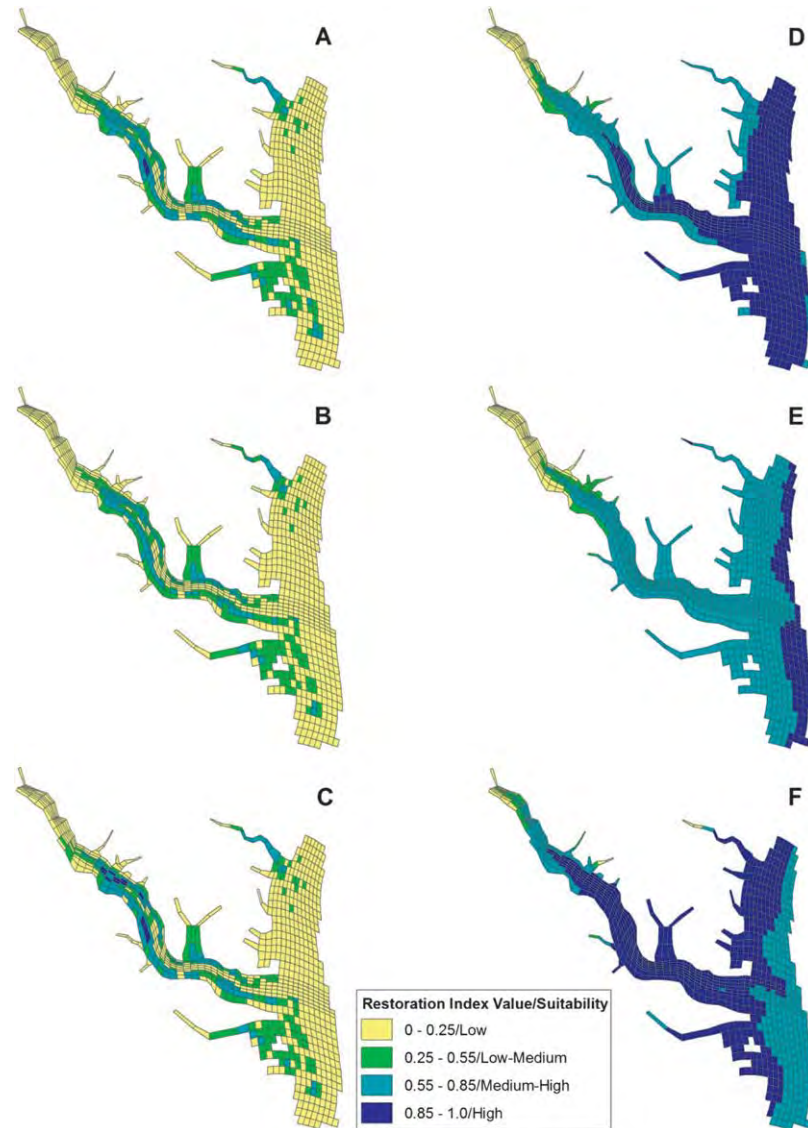 A
D
B
E
C
F
Restoration Index Value/Suitability
0 - 0.25/Low
0.25 - 0.55/Low-Medium
0.55 - 0.85/Medium-High
0.85 - 1.0/High